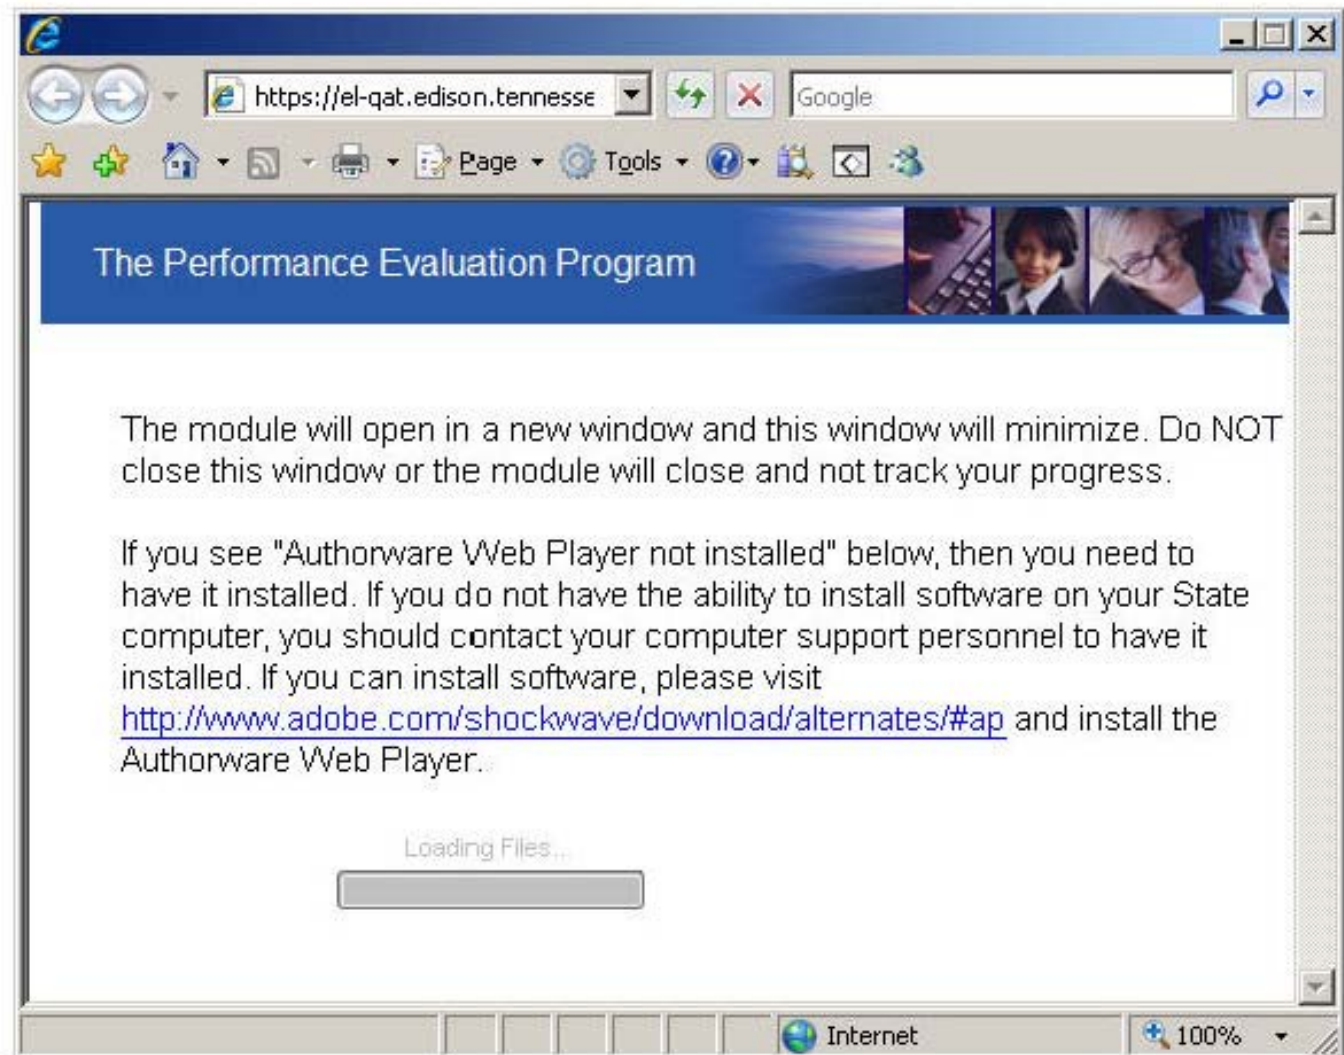 https://el-qat.edison.tennesse
Google
Page
Tools
The Performance Evaluation Program
The module will open in a new window and this window will minimize. Do NOT
close this window or the module will close and not track your progress.
If you see "Authorware Web Player not installed" below, then you need to
have it installed. If you do not have the ability to install software on your State
computer, you should contact your computer support personnel to have it
installed. If you can install software, please visit
http://www.adobe.com/shockwave/download/alternates/#ap and install the
Authorware Web Player.
Loading Files...
Internet
100%